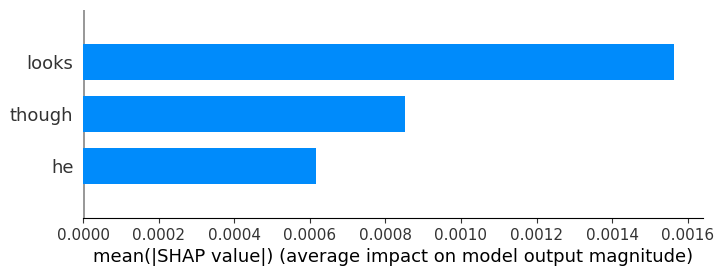 looks
though
he
0.0000 0.0002 0.0004 0.0006 0.0008 0.0010 0.0012 0.0014 0.0016
mean(|SHAP value|) (average impact on model output magnitude)